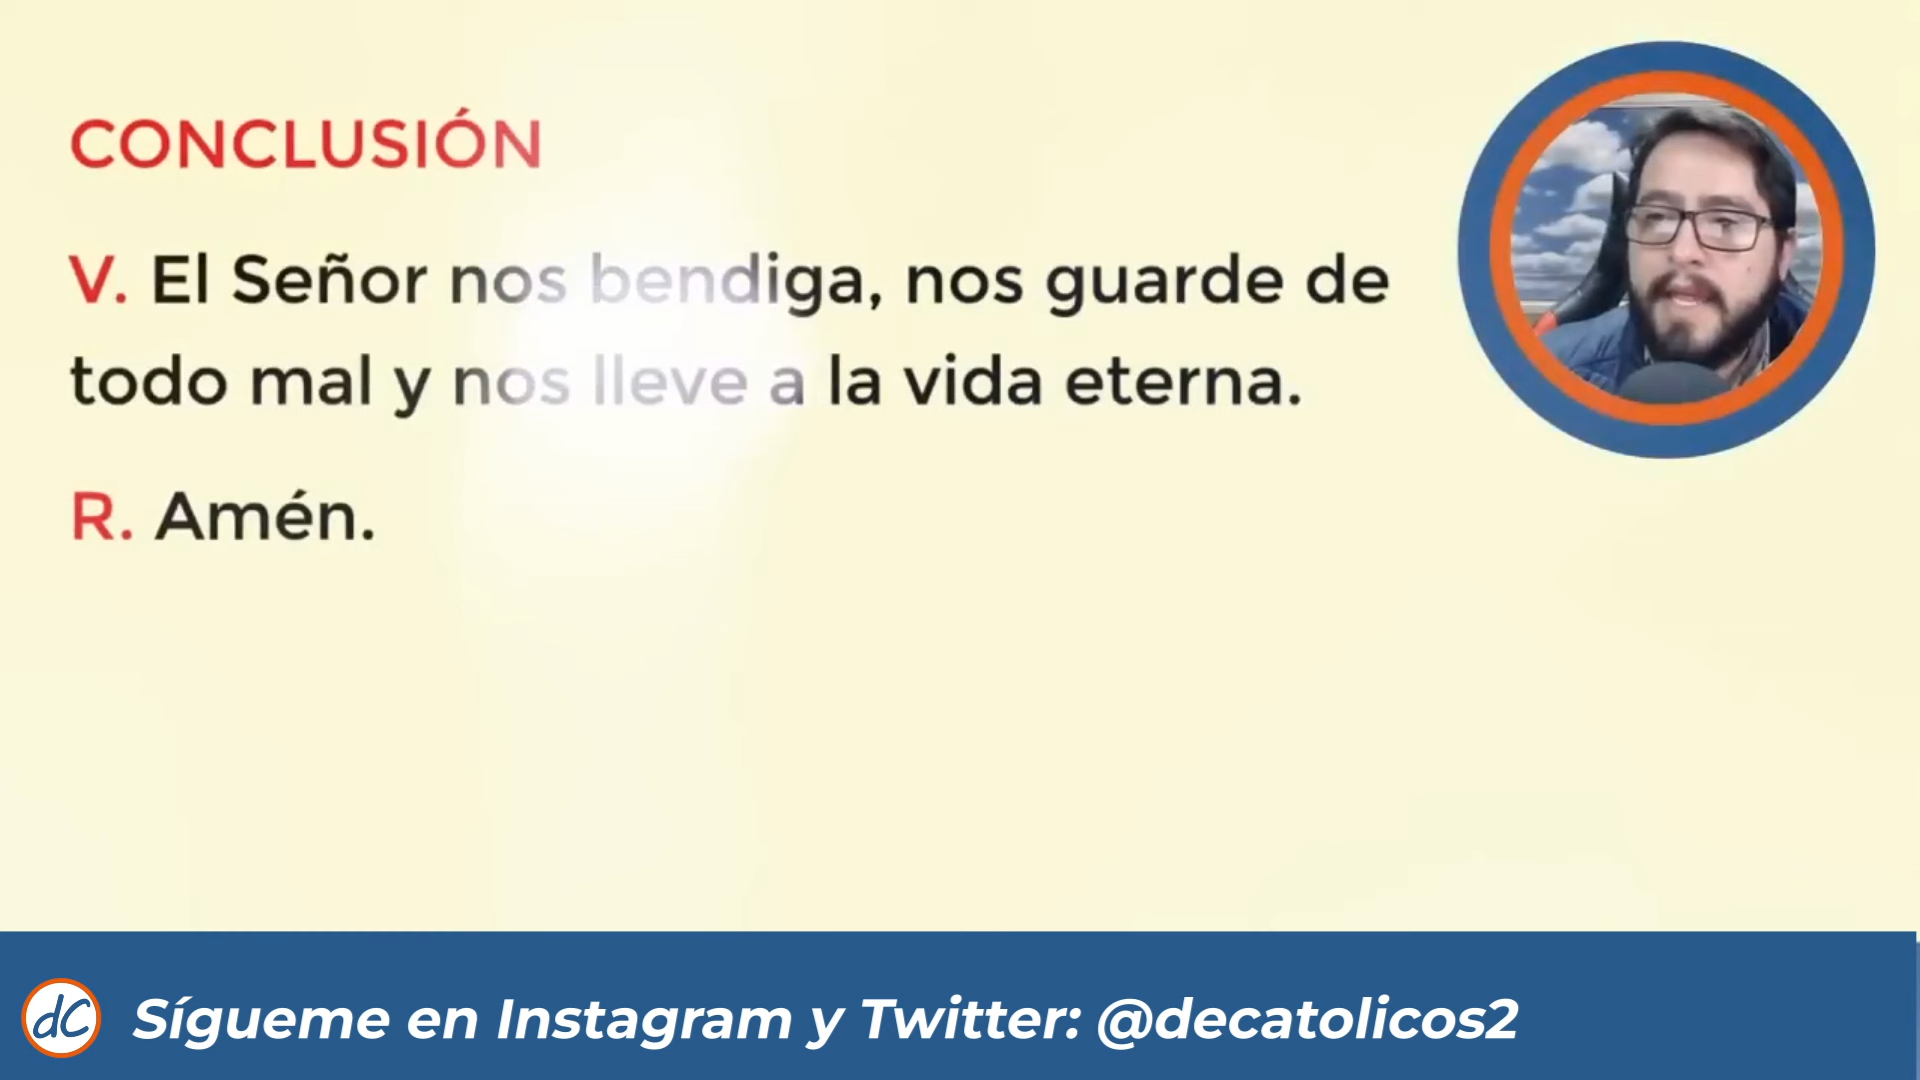 CONCLUSIÓN
V. El Señor nos bendiga, nos guarde de
todo mal y nos lleve a la vida eterna.
R. Amén.
dC Sígueme en Instagram y Twitter: @decatolicos2